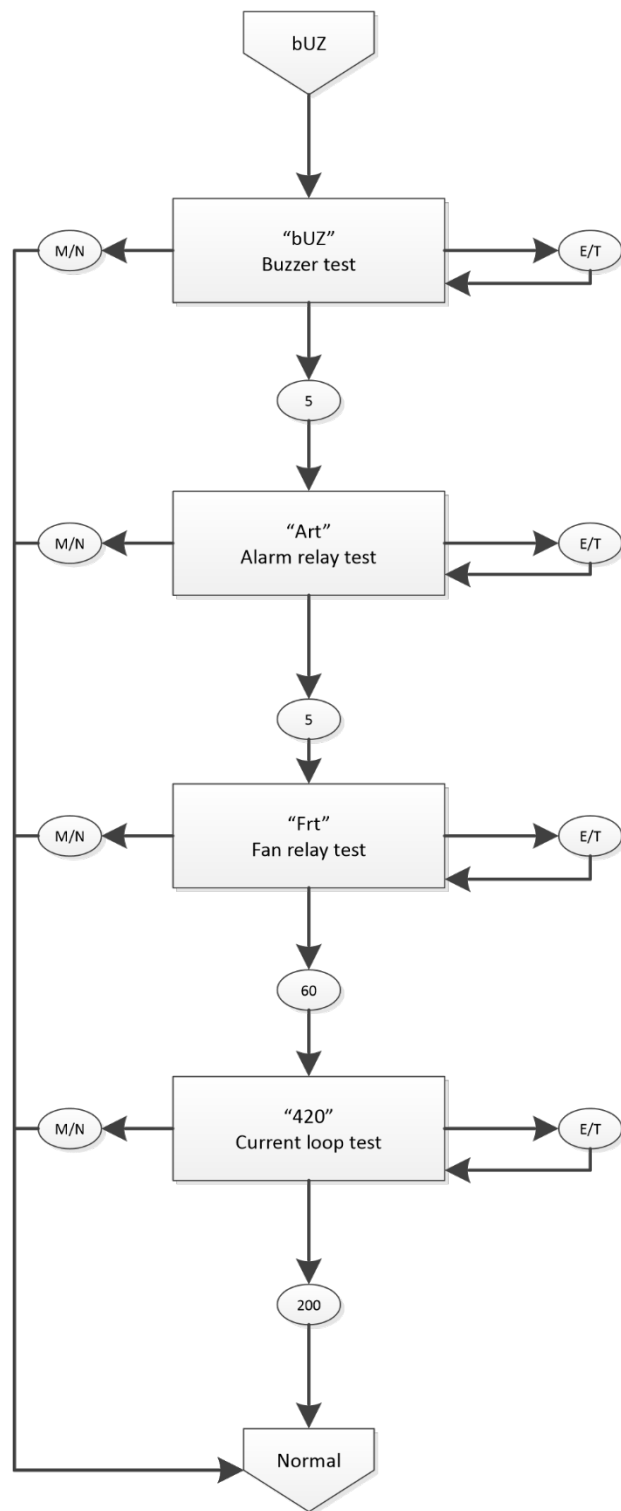 bUZ
“bUZ”
Buzzer test
M/N
E/T
5
“Art”
Alarm relay test
M/N
E/T
5
“Frt”
Fan relay test
M/N
E/T
60
“420”
Current loop test
M/N
E/T
200
Normal